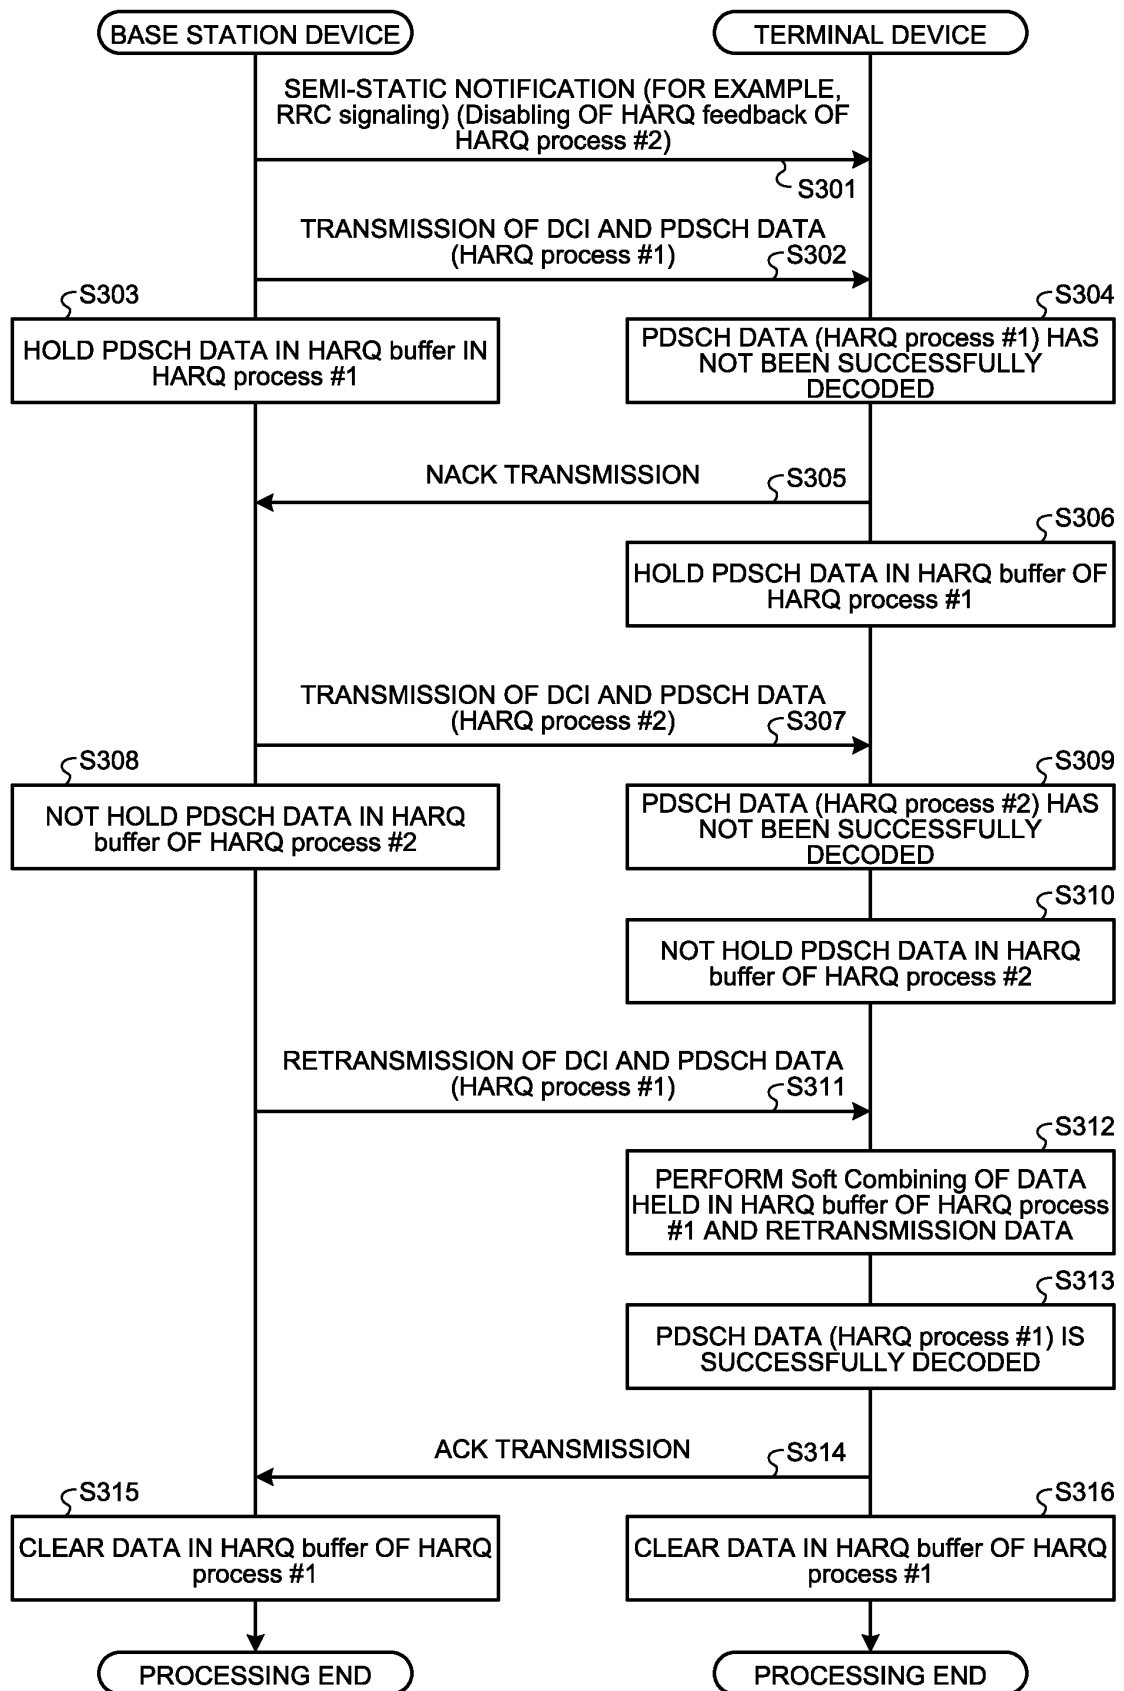 BASE STATION DEVICE
TERMINAL DEVICE
SEMI-STATIC NOTIFICATION (FOR EXAMPLE,
RRC signaling) (Disabling OF HARQ feedback OF
HARQ process #2)
S301
TRANSMISSION OF DCI AND PDSCH DATA
(HARQ process #1)
S302
S303
HOLD PDSCH DATA IN HARQ buffer IN
HARQ process #1
S304
PDSCH DATA (HARQ process #1) HAS
NOT BEEN SUCCESSFULLY
DECODED
NACK TRANSMISSION
S305
S306
HOLD PDSCH DATA IN HARQ buffer OF
HARQ process #1
TRANSMISSION OF DCI AND PDSCH DATA
(HARQ process #2)
S307
S308
NOT HOLD PDSCH DATA IN HARQ
buffer OF HARQ process #2
S309
PDSCH DATA (HARQ process #2) HAS
NOT BEEN SUCCESSFULLY
DECODED
S310
NOT HOLD PDSCH DATA IN HARQ
buffer OF HARQ process #2
RETRANSMISSION OF DCI AND PDSCH DATA
(HARQ process #1)
S311
S312
PERFORM Soft Combining OF DATA
HELD IN HARQ buffer OF HARQ process
#1 AND RETRANSMISSION DATA
S313
PDSCH DATA (HARQ process #1) IS
SUCCESSFULLY DECODED
ACK TRANSMISSION
S314
S315
CLEAR DATA IN HARQ buffer OF HARQ
process #1
S316
CLEAR DATA IN HARQ buffer OF HARQ
process #1
PROCESSING END
PROCESSING END